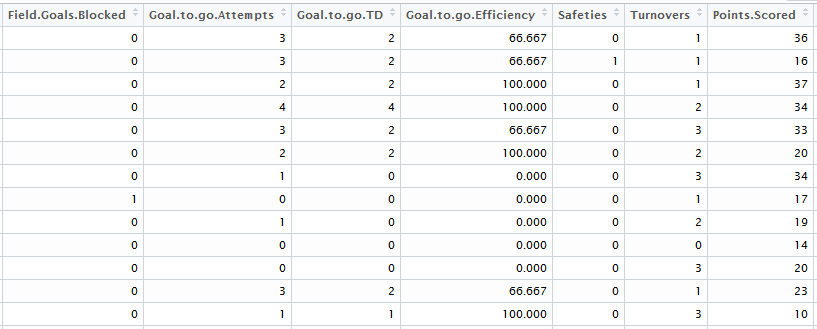 Field.Goals.Blocked Goal.to.go.Attempts Goal.to.go.TD Goal.to.go.Efficiency Safeties Turnovers Points.Scored
0 3 2 66.667 0 1 36
0 3 2 66.667 1 1 16
0 2 2 100.000 0 1 37
0 4 4 100.000 0 2 34
0 3 2 66.667 0 3 33
0 2 2 100.000 0 2 20
0 1 0 0.000 0 3 34
1 0 0 0.000 0 1 17
0 1 0 0.000 0 2 19
0 0 0 0.000 0 0 14
0 0 0 0.000 0 3 20
0 3 2 66.667 0 1 23
0 1 1 100.000 0 3 10